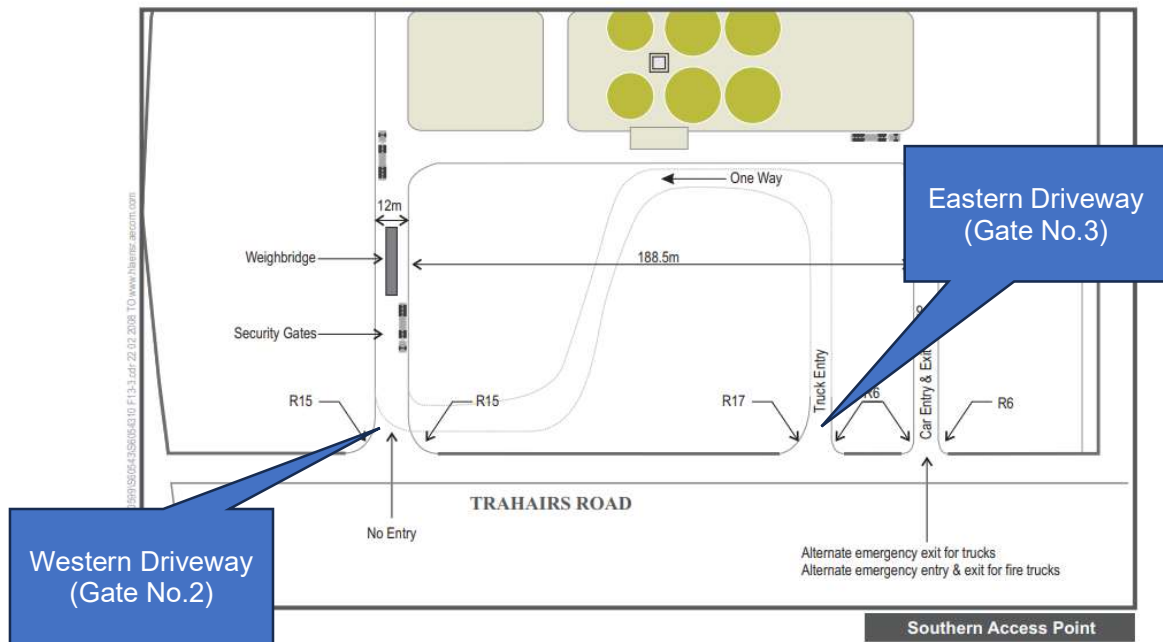 One Way
Eastern Driveway
(Gate No.3)
12m
Weighbridge
188.5m
Security Gates
R15
R15
R17
Truck Entry
R6
Car Entry & Exit
R6
TRAHAIRS ROAD
No Entry
Western Driveway
(Gate No.2)
Alternate emergency exit for trucks
Alternate emergency entry & exit for fire trucks
Southern Access Point